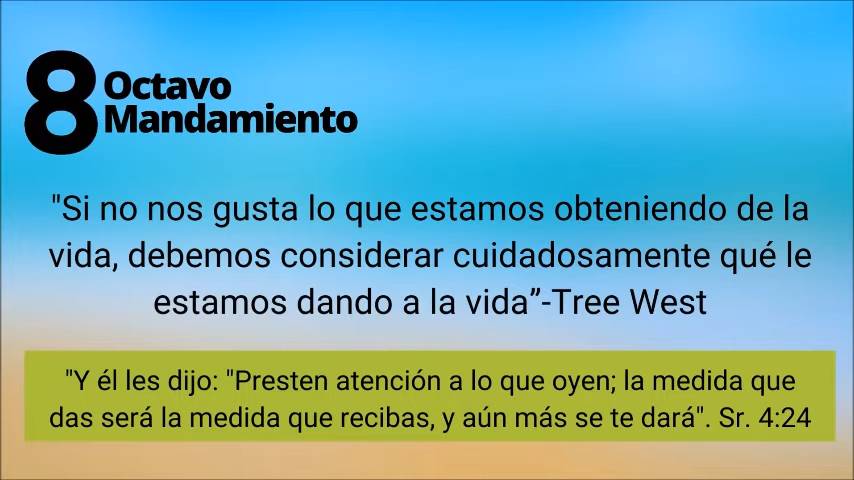 8 Octavo
Mandamiento
"Si no nos gusta lo que estamos obteniendo de la
vida, debemos considerar cuidadosamente qué le
estamos dando a la vida”-Tree West
"Y él les dijo: "Presten atención a lo que oyen; la medida que
das será la medida que recibas, y aún más se te dará". Sr. 4:24